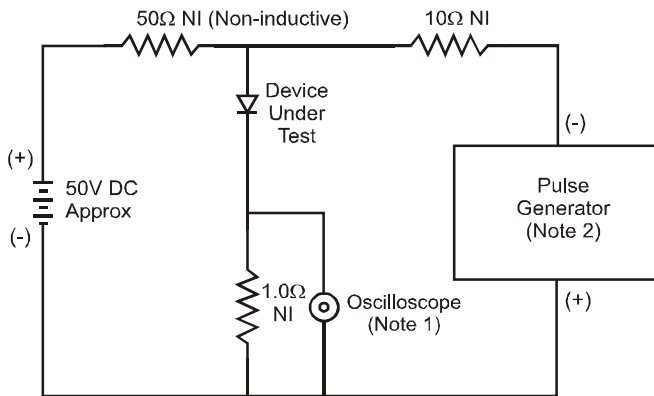 50Ω NI (Non-inductive)
10Ω NI
Device
Under
Test
(+)
50V DC
Approx
(-)
(-)
Pulse
Generator
(Note 2)
(+)
1.0Ω
NI
Oscilloscope
(Note 1)